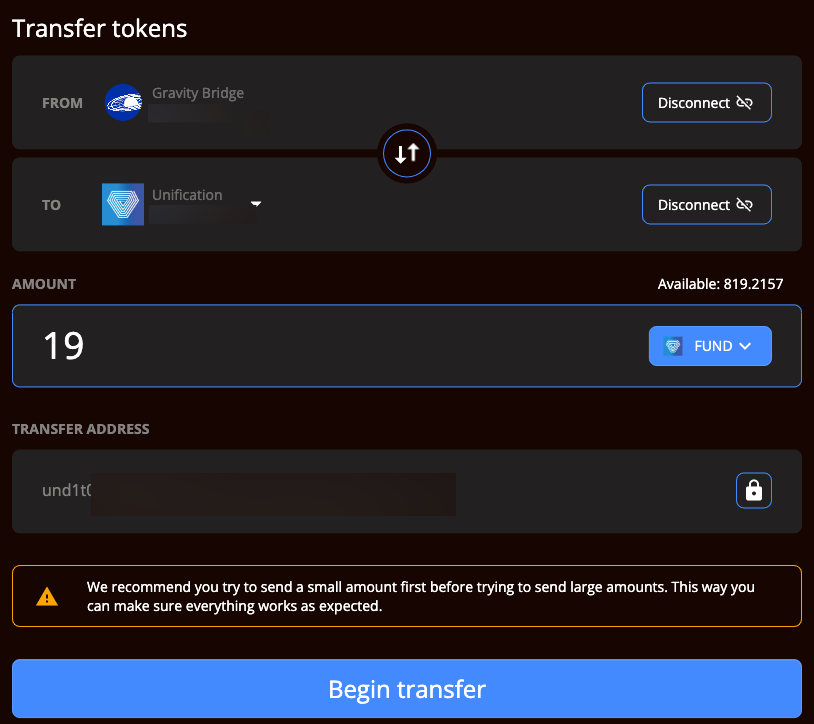 Transfer tokens
FROM Gravity Bridge Disconnect
TO Unification Disconnect
AMOUNT Available: 819.2157
19 FUND
TRANSFER ADDRESS
und1t0
We recommend you try to send a small amount first before trying to send large amounts. This way you
can make sure everything works as expected.
Begin transfer